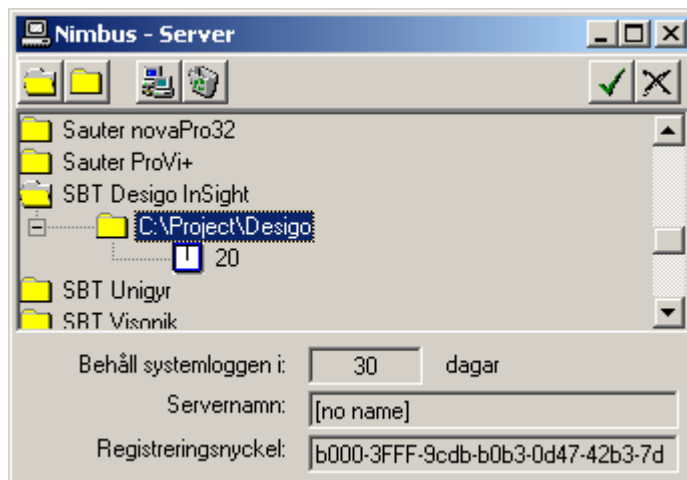 Nimbus - Server
Sauter novaPro32
Sauter ProVi+
SBT Desigo InSight
C:\Project\Desigo
20
SBT Unigyr
SBT Visonik
Behåll systemloggen i: 30 dagar
Servernamn: [no name]
Registreringsnyckel: b000-3FFF-9cdb-b0b3-0d47-42b3-7d